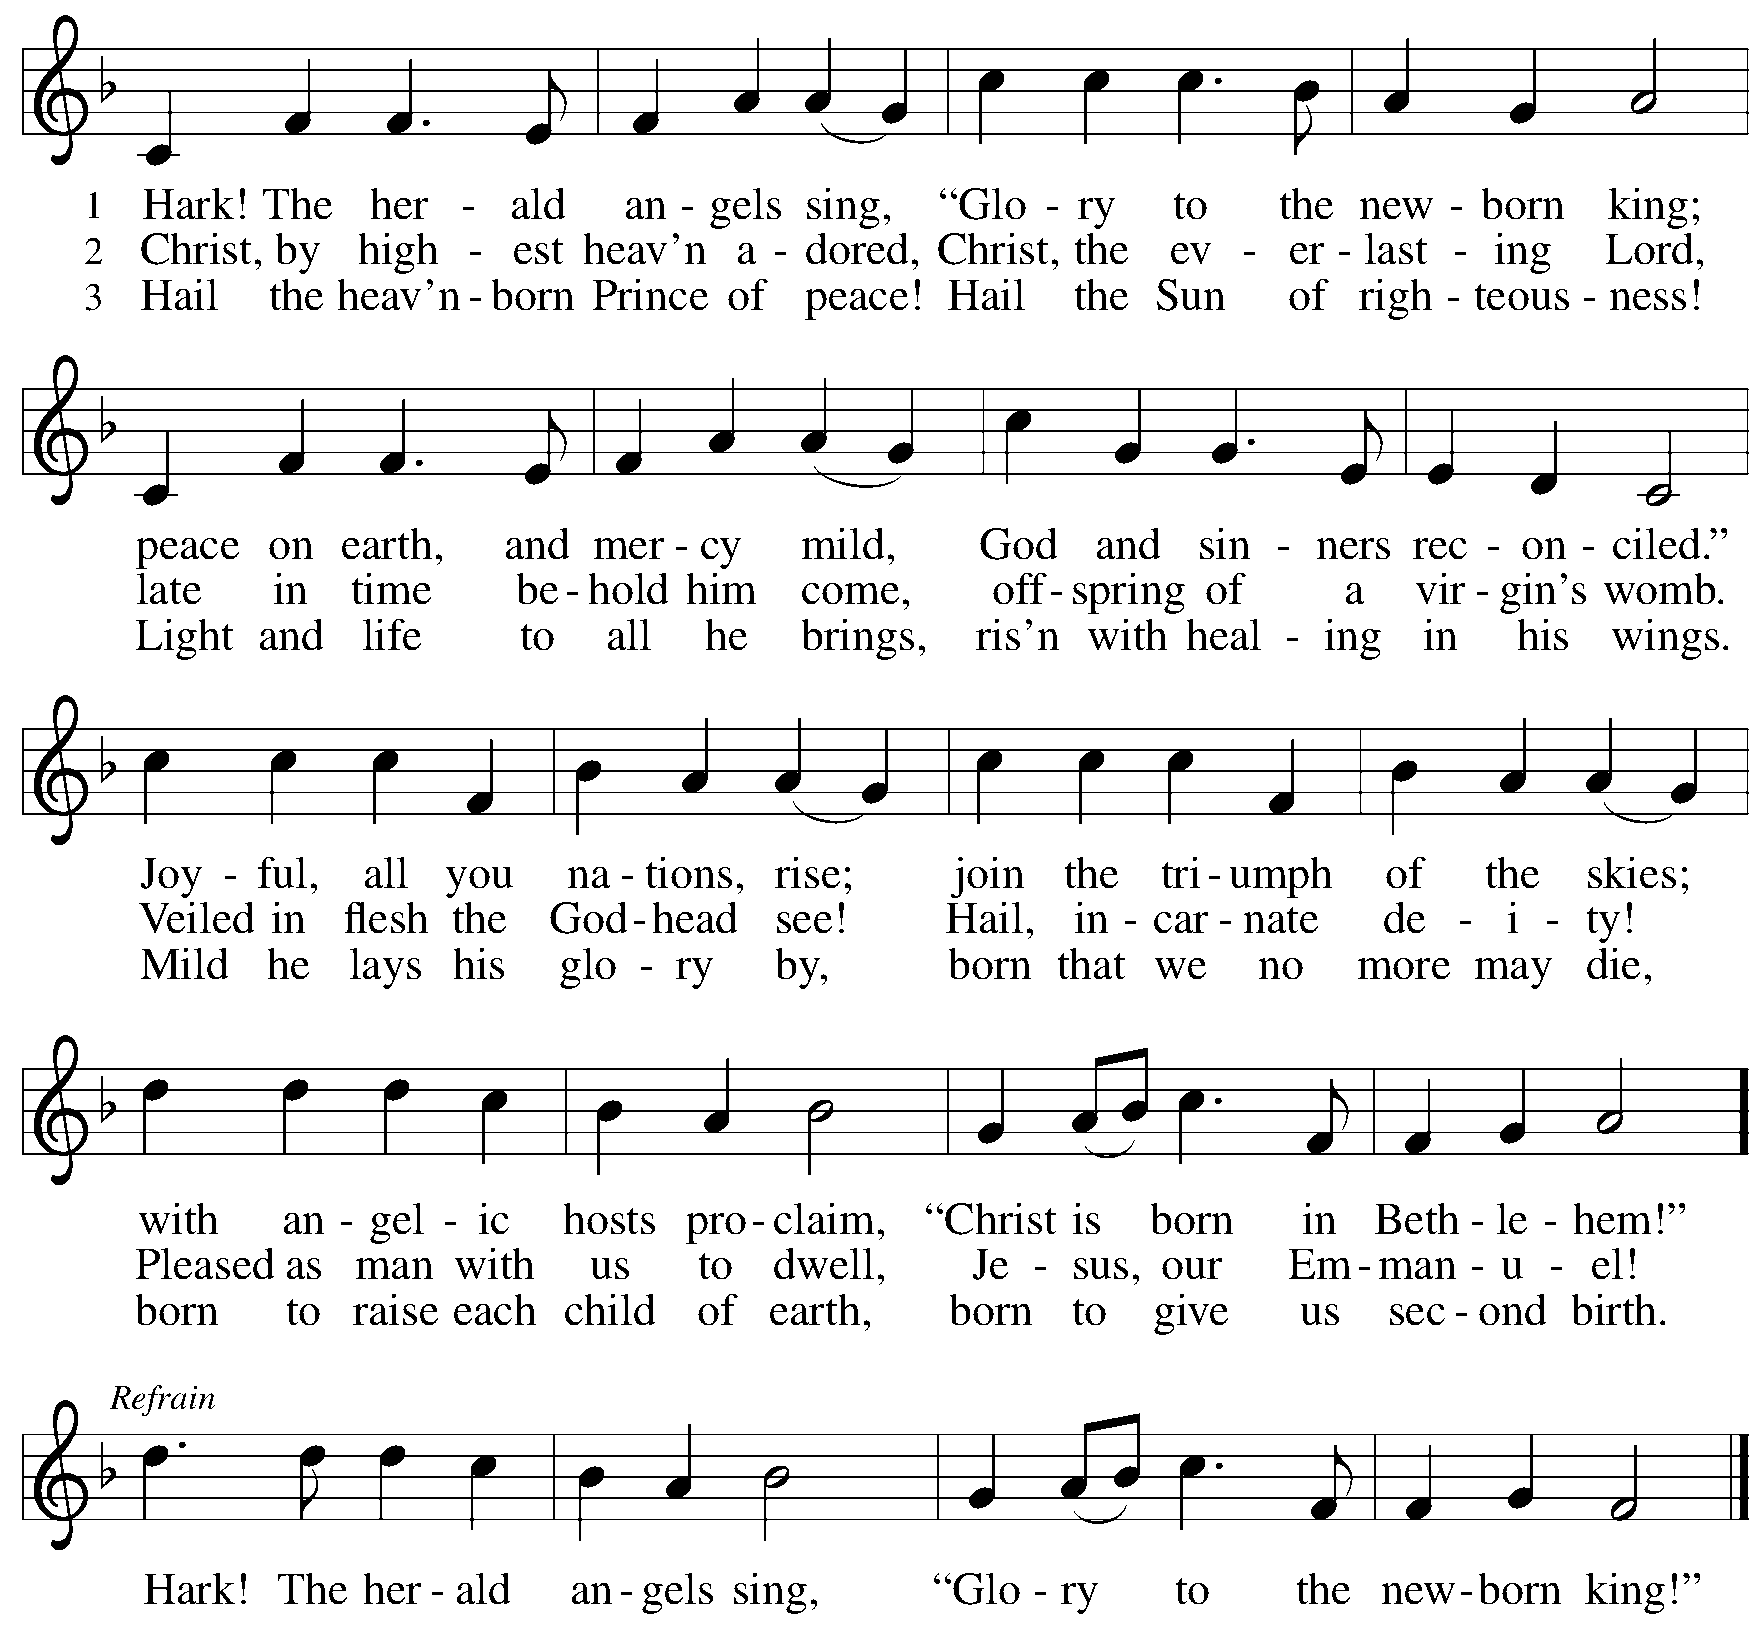 1 Hark! The her - ald an - gels sing, “Glo - ry to the new - born king;
2 Christ, by high - est heav’n a - dored, Christ, the ev - er - last - ing Lord,
3 Hail the heav’n - born Prince of peace! Hail the Sun of righ - teous - ness!
peace on earth, and mer - cy mild, God and sin - ners rec - on - ciled.”
late in time be - hold him come, off - spring of a vir - gin’s womb.
Light and life to all he brings, ris’n with heal - ing in his wings.
Joy - ful, all you na - tions, rise; join the tri - umph of the skies;
Veiled in flesh the God - head see! Hail, in - car - nate de - i - ty!
Mild he lays his glo - ry by, born that we no more may die,
with an - gel - ic hosts pro - claim, “Christ is born in Beth - le - hem!”
Pleased as man with us to dwell, Je - sus, our Em - man - u - el!
born to raise each child of earth, born to give us sec - ond birth.
Refrain
Hark! The her - ald an - gels sing, “Glo - ry to the new - born king!”